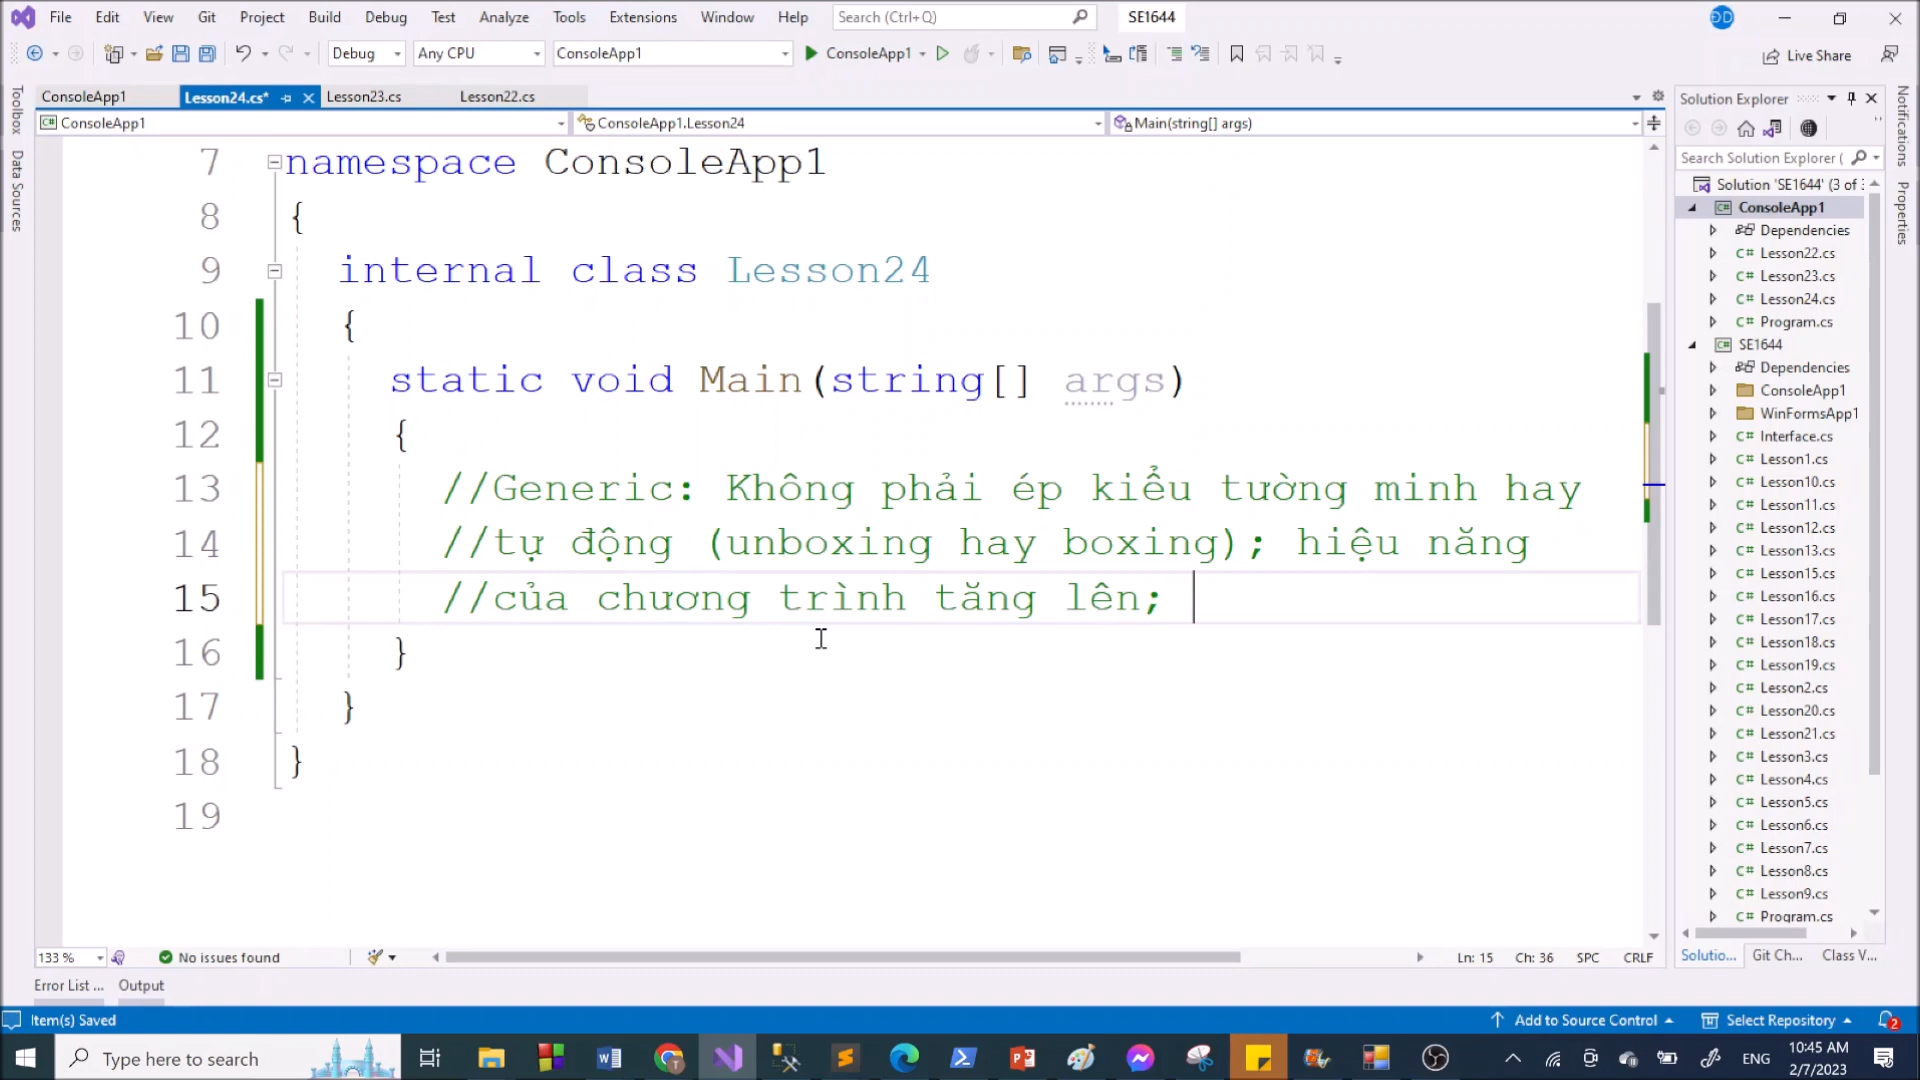 File Edit View Git Project Build Debug Test Analyze Tools Extensions Window Help Search (Ctrl+Q) SE1644
Debug Any CPU ConsoleApp1 ConsoleApp1 Live Share
ConsoleApp1 Lesson24.cs* Lesson23.cs Lesson22.cs
ConsoleApp1 ConsoleApp1.Lesson24 Main(string[] args)
Toolbox
Data Sources
7 namespace ConsoleApp1
8 {
9 internal class Lesson24
10 {
11 static void Main(string[] args)
12 {
13 //Generic: Không phải ép kiểu tường minh hay
14 //tự động (unboxing hay boxing); hiệu năng
15 //của chương trình tăng lên;
16 }
17 }
18 }
19
133 % No issues found Ln: 15 Ch: 36 SPC CRLF
Error List ... Output
Solution Explorer
Search Solution Explorer (
Solution 'SE1644' (3 of
ConsoleApp1
Dependencies
Lesson22.cs
Lesson23.cs
Lesson24.cs
Program.cs
SE1644
Dependencies
ConsoleApp1
WinFormsApp1
Interface.cs
Lesson1.cs
Lesson10.cs
Lesson11.cs
Lesson12.cs
Lesson13.cs
Lesson15.cs
Lesson16.cs
Lesson17.cs
Lesson18.cs
Lesson19.cs
Lesson2.cs
Lesson20.cs
Lesson21.cs
Lesson3.cs
Lesson4.cs
Lesson5.cs
Lesson6.cs
Lesson7.cs
Lesson8.cs
Lesson9.cs
Program.cs
Solutio... Git Ch... Class V...
Notifications
Properties
Item(s) Saved Add to Source Control Select Repository 2
Type here to search ENG 10:45 AM
2/7/2023